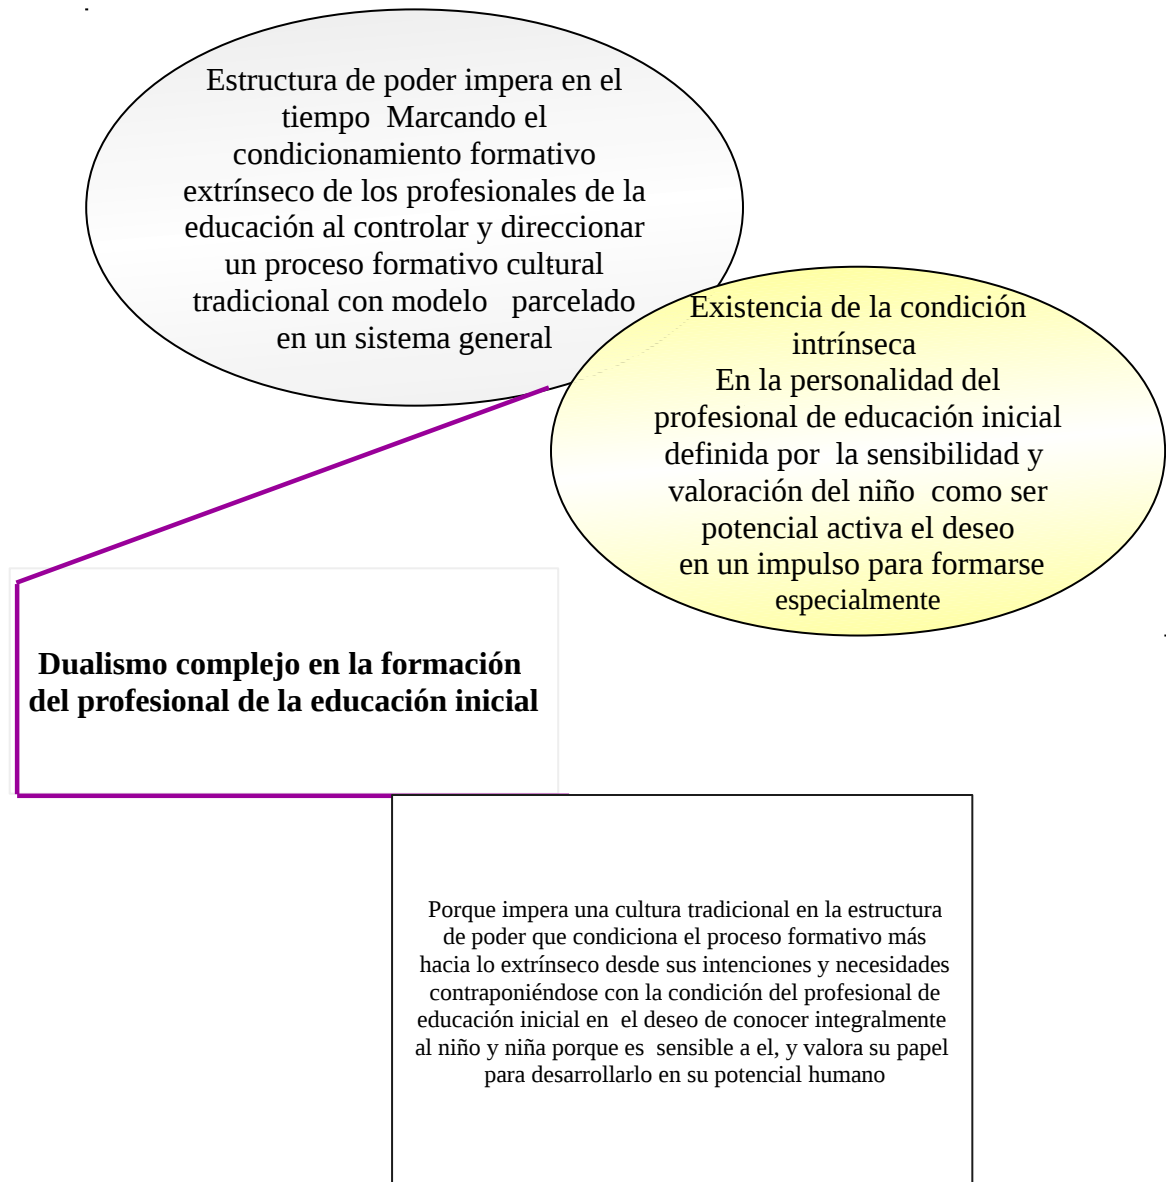 Estructura de poder impera en el
tiempo  Marcando el
condicionamiento formativo
extrínseco de los profesionales de la
educación al controlar y direccionar
un proceso formativo cultural
tradicional con modelo   parcelado
en un sistema general
Existencia de la condición
intrínseca
En la personalidad del
profesional de educación inicial
definida por  la sensibilidad y
valoración del niño  como ser
potencial activa el deseo
en un impulso para formarse
especialmente
Dualismo complejo en la formación
del profesional de la educación inicial
Porque impera una cultura tradicional en la estructura
de poder que condiciona el proceso formativo más
hacia lo extrínseco desde sus intenciones y necesidades
contraponiéndose con la condición del profesional de
educación inicial en  el deseo de conocer integralmente
al niño y niña porque es  sensible a el, y valora su papel
para desarrollarlo en su potencial humano